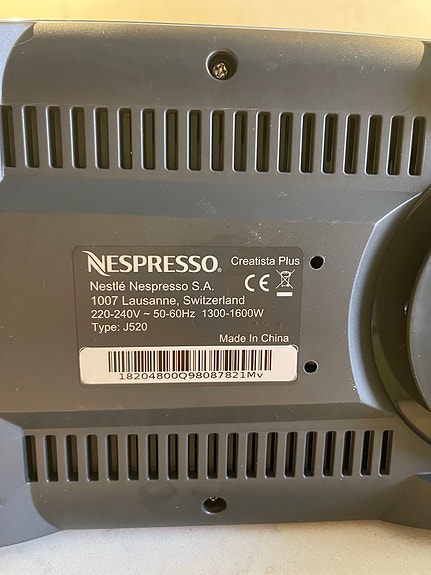 NESPRESSO. Creatista Plus
Nestlé Nespresso S.A. CE
1007 Lausanne, Switzerland
220-240V ~ 50-60Hz 1300-1600W
Type: J520
Made In China
18204800Q98087821Mv